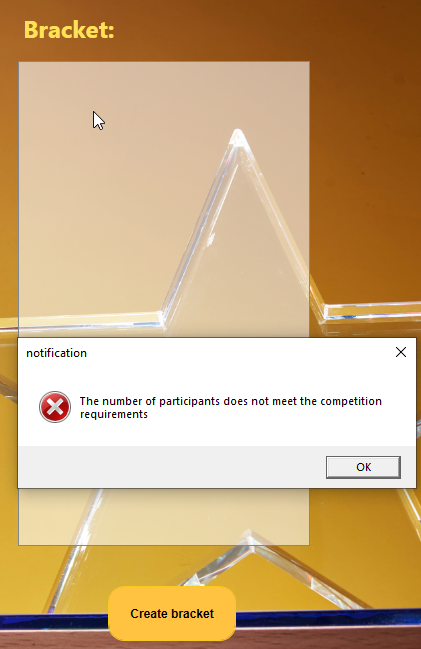 Bracket:
notification
The number of participants does not meet the competition
requirements
OK
Create bracket